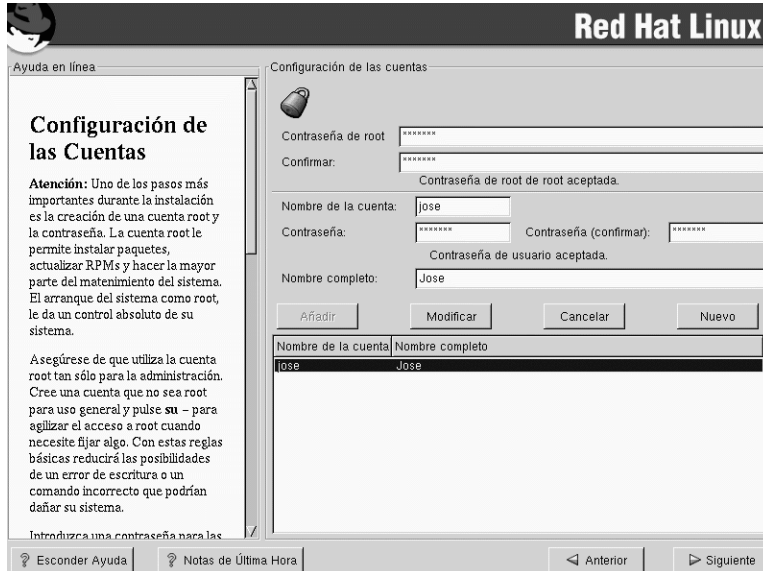 Red Hat Linux
Ayuda en línea
Configuración de
las Cuentas
Atención: Uno de los pasos más
importantes durante la instalación
es la creación de una cuenta root y
la contraseña. La cuenta root le
permite instalar paquetes,
actualizar RPMs y hacer la mayor
parte del matenimiento del sistema.
El arranque del sistema como root,
le da un control absoluto de su
sistema.
Asegúrese de que utiliza la cuenta
root tan sólo para la administración.
Cree una cuenta que no sea root
para uso general y pulse su – para
agilizar el acceso a root cuando
necesite fijar algo. Con estas reglas
básicas reducirá las posibilidades
de un error de escritura o un
comando incorrecto que podrían
dañar su sistema.
Introduzca una contraseña para las
Configuración de las cuentas
Contraseña de root *******
Confirmar: *******
Contraseña de root de root aceptada.
Nombre de la cuenta: jose
Contraseña: ******* Contraseña (confirmar): *******
Contraseña de usuario aceptada.
Nombre completo: Jose
Añadir Modificar Cancelar Nuevo
Nombre de la cuenta Nombre completo
jose Jose
? Esconder Ayuda ? Notas de Última Hora Anterior Siguiente